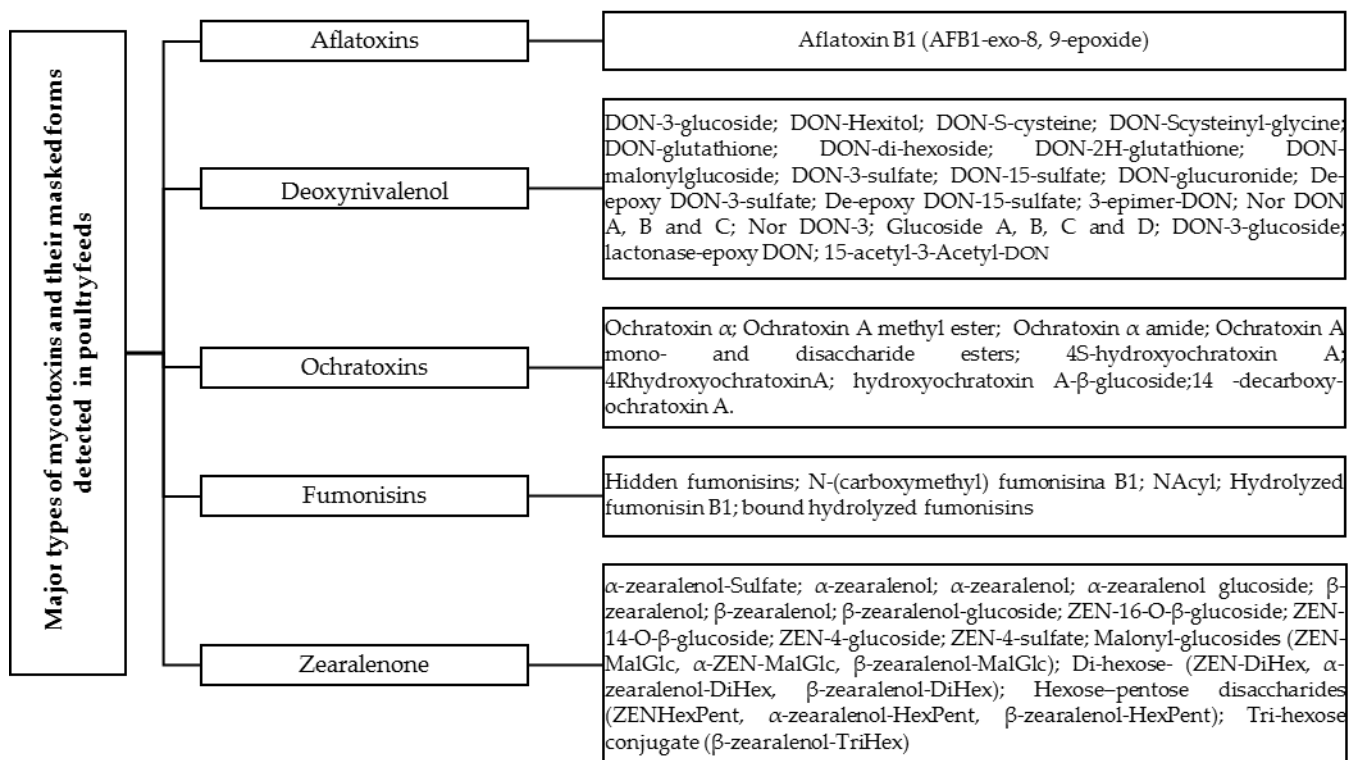 Major types of mycotoxins and their masked forms
detected in poultry feeds
Aflatoxins
Aflatoxin B1 (AFB1-exo-8, 9-epoxide)
Deoxynivalenol
DON-3-glucoside; DON-Hexitol; DON-S-cysteine; DON-Scysteinyl-glycine;
DON-glutathione; DON-di-hexoside; DON-2H-glutathione; DON-
malonylglucoside; DON-3-sulfate; DON-15-sulfate; DON-glucuronide; De-
epoxy DON-3-sulfate; De-epoxy DON-15-sulfate; 3-epimer-DON; Nor DON
A, B and C; Nor DON-3; Glucoside A, B, C and D; DON-3-glucoside;
lactonase-epoxy DON; 15-acetyl-3-Acetyl-DON
Ochratoxins
Ochratoxin α; Ochratoxin A methyl ester; Ochratoxin α amide; Ochratoxin A
mono- and disaccharide esters; 4S-hydroxyochratoxin A;
4RhydroxyochratoxinA; hydroxyochratoxin A-β-glucoside;14 -decarboxy-
ochratoxin A.
Fumonisins
Hidden fumonisins; N-(carboxymethyl) fumonisina B1; NAcyl; Hydrolyzed
fumonisin B1; bound hydrolyzed fumonisins
Zearalenone
α-zearalenol-Sulfate; α-zearalenol; α-zearalenol; α-zearalenol glucoside; β-
zearalenol; β-zearalenol; β-zearalenol-glucoside; ZEN-16-O-β-glucoside; ZEN-
14-O-β-glucoside; ZEN-4-glucoside; ZEN-4-sulfate; Malonyl-glucosides (ZEN-
MalGlc, α-ZEN-MalGlc, β-zearalenol-MalGlc); Di-hexose- (ZEN-DiHex, α-
zearalenol-DiHex, β-zearalenol-DiHex); Hexose–pentose disaccharides
(ZENHexPent, α-zearalenol-HexPent, β-zearalenol-HexPent); Tri-hexose
conjugate (β-zearalenol-TriHex)